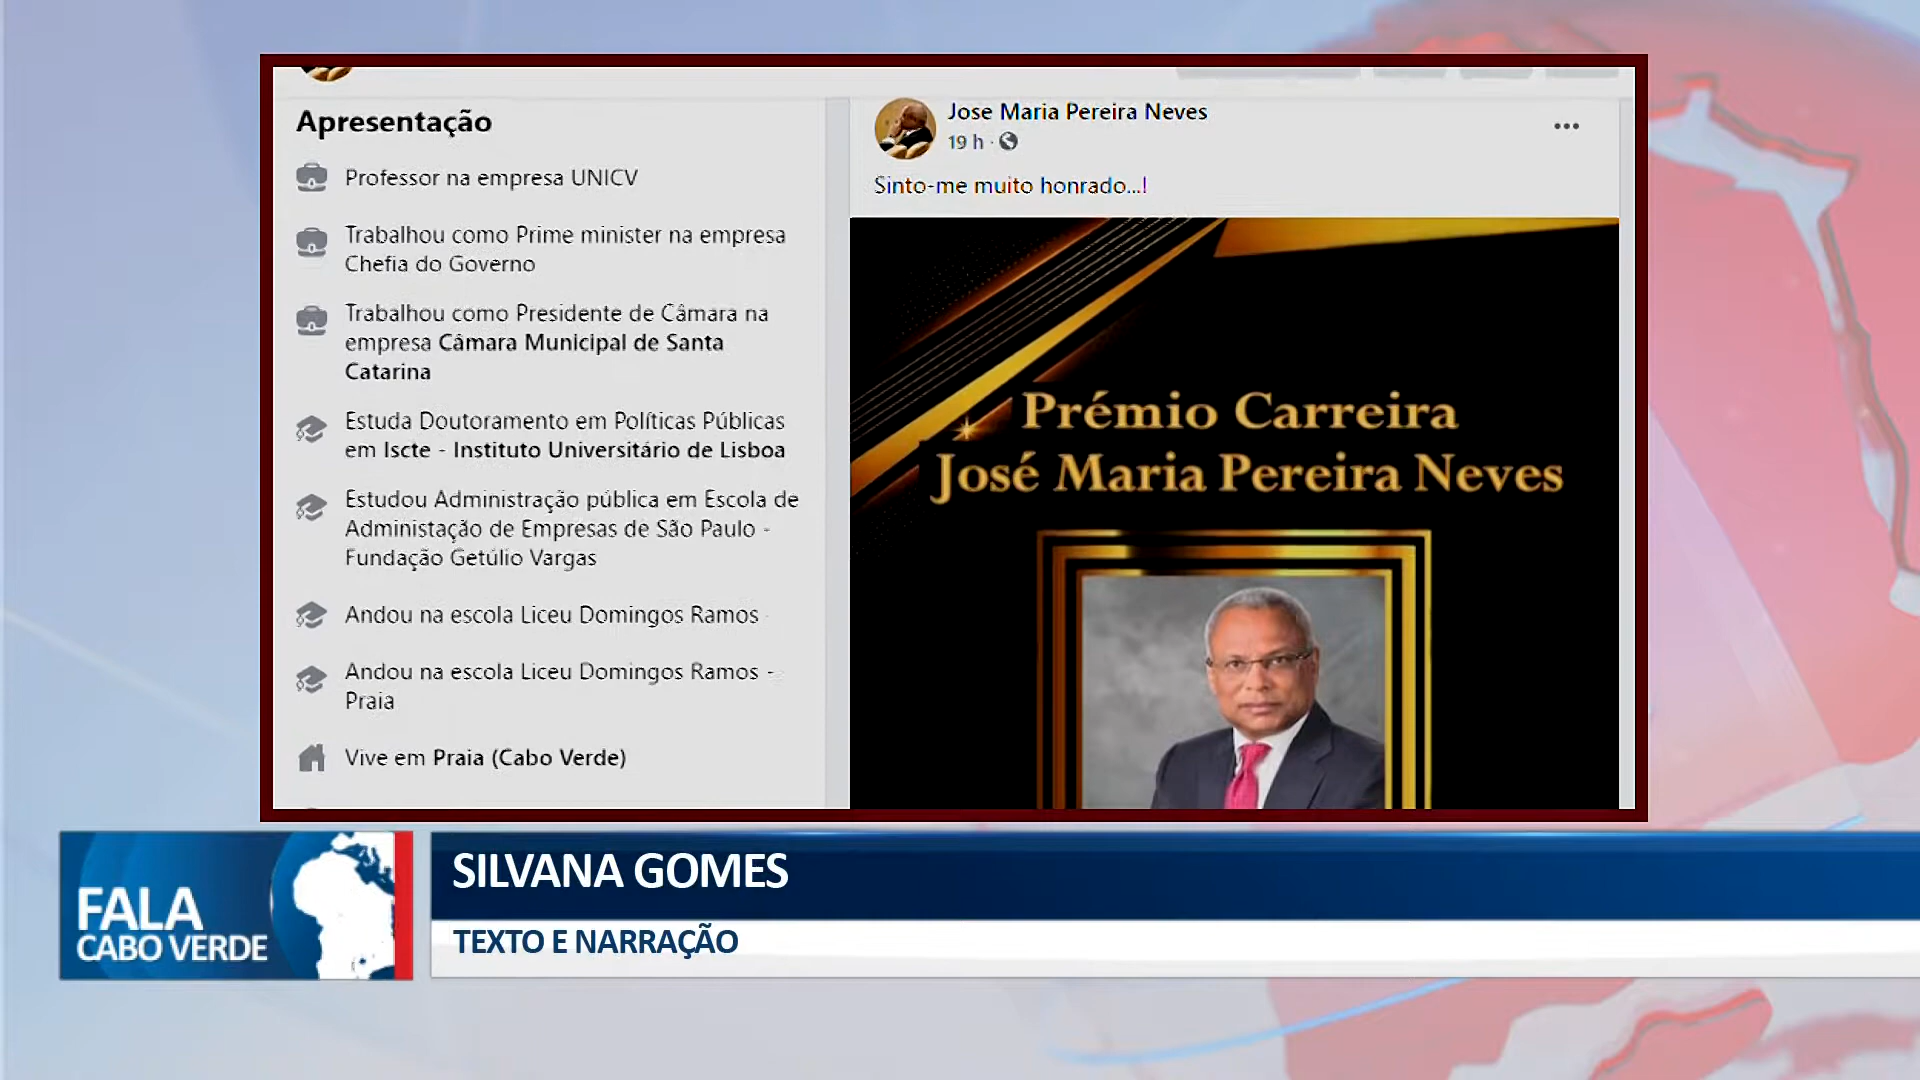 Apresentação
Professor na empresa UNICV
Trabalhou como Prime minister na empresa
Chefia do Governo
Trabalhou como Presidente de Câmara na
empresa Câmara Municipal de Santa
Catarina
Estuda Doutoramento em Políticas Públicas
em Iscte - Instituto Universitário de Lisboa
Estudou Administração pública em Escola de
Administação de Empresas de São Paulo -
Fundação Getúlio Vargas
Andou na escola Liceu Domingos Ramos
Andou na escola Liceu Domingos Ramos -
Praia
Vive em Praia (Cabo Verde)
Jose Maria Pereira Neves
19 h ·
Sinto-me muito honrado...!
Prémio Carreira
José Maria Pereira Neves
FALA
CABO VERDE
SILVANA GOMES
TEXTO E NARRAÇÃO